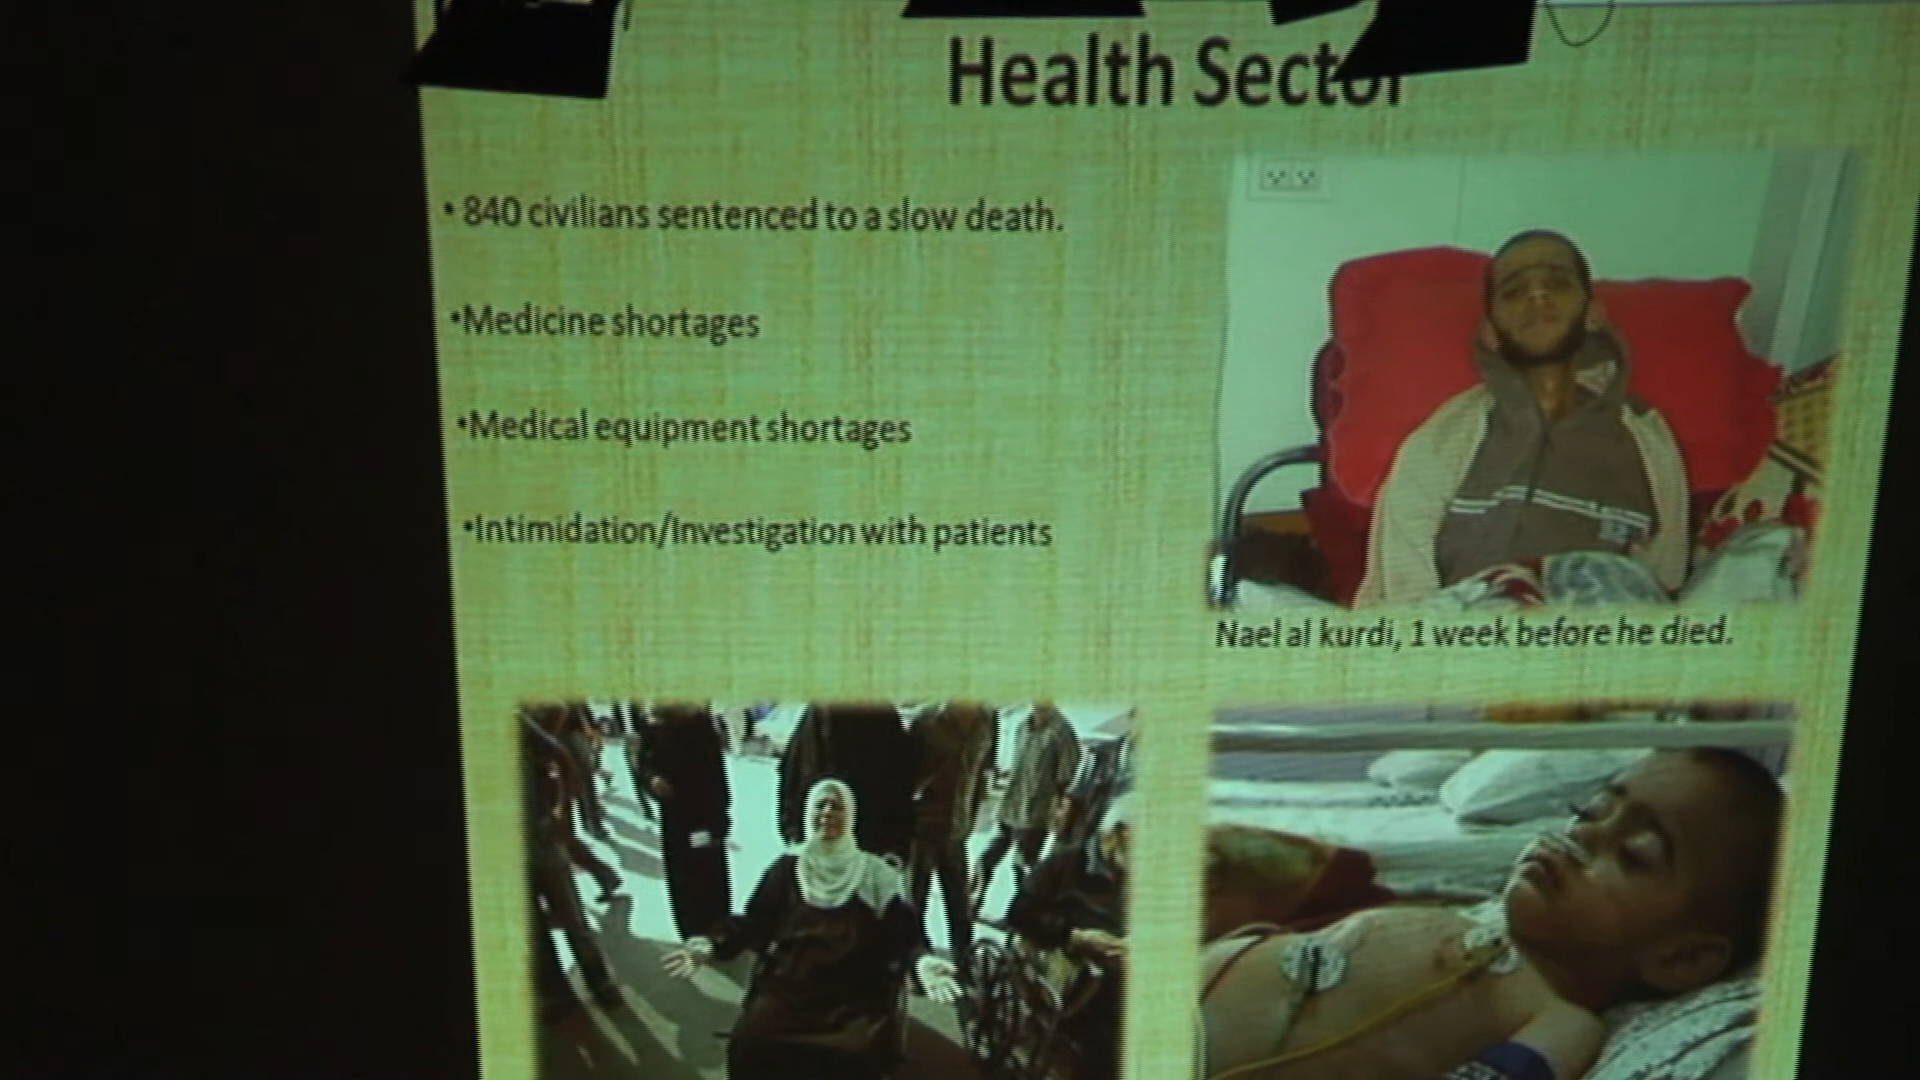 Health Sector
• 840 civilians sentenced to a slow death.
•Medicine shortages
•Medical equipment shortages
•Intimidation/Investigation with patients
Nael al kurdi, 1 week before he died.